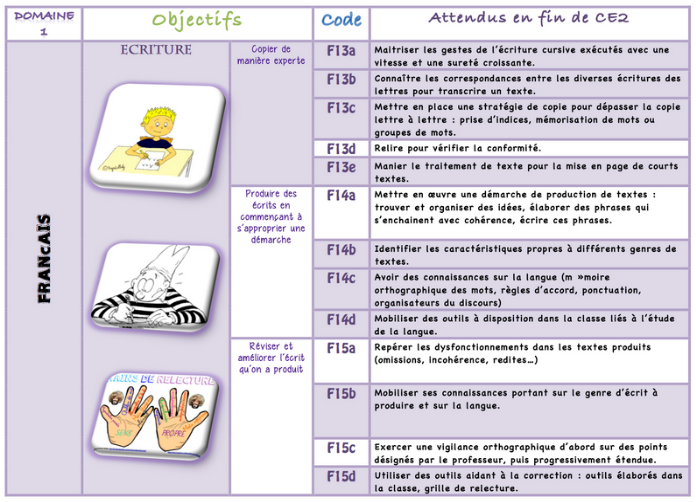 DOMAINE
1
Objectifs
Code
Attendus en fin de CE2
FRANcAIS
ECRITURE
Copier de
manière experte
F13a
Maitriser les gestes de l'écriture cursive exécutés avec une
vitesse et une sureté croissante.
F13b
Connaître les correspondances entre les diverses écritures des
lettres pour transcrire un texte.
F13c
Mettre en place une stratégie de copie pour dépasser la copie
lettre à lettre : prise d'indices, mémorisation de mots ou
groupes de mots.
F13d
Relire pour vérifier la conformité.
F13e
Manier le traitement de texte pour la mise en page de courts
textes.
Produire des
écrits en
commençant à
s'approprier une
démarche
F14a
Mettre en œuvre une démarche de production de textes :
trouver et organiser des idées, élaborer des phrases qui
s'enchainent avec cohérence, écrire ces phrases.
F14b
Identifier les caractéristiques propres à différents genres de
textes.
F14c
Avoir des connaissances sur la langue (m »moire
orthographique des mots, règles d'accord, ponctuation,
organisateurs du discours)
F14d
Mobiliser des outils à disposition dans la classe liés à l'étude
de la langue.
Réviser et
améliorer l'écrit
qu'on a produit
F15a
Repérer les dysfonctionnements dans les textes produits
(omissions, incohérence, redites...)
F15b
Mobiliser ses connaissances portant sur le genre d'écrit à
produire et sur la langue.
F15c
Exercer une vigilance orthographique d'abord sur des points
désignés par le professeur, puis progressivement étendue.
F15d
Utiliser des outils aidant à la correction : outils élaborés dans
la classe, grille de relecture.
MAINS DE RELECTURE
SENS
PROPRE